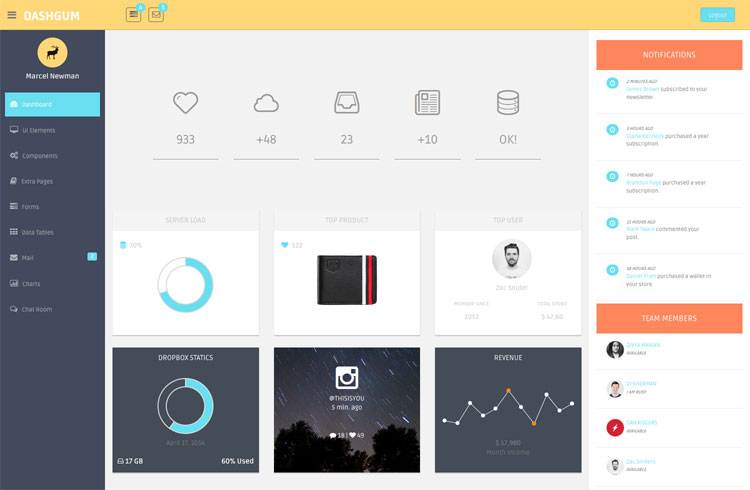 DASHGUM
4
5
Logout
Marcel Newman
Dashboard
UI Elements
Components
Extra Pages
Forms
Data Tables
Mail
2
Charts
Chat Room
933
+48
23
+10
OK!
SERVER LOAD
70%
TOP PRODUCT
122
TOP USER
Zac Snider
MEMBER SINCE
TOTAL SPEND
2012
$ 47,60
DROPBOX STATICS
April 17, 2014
17 GB
60% Used
@THISISYOU
5 min. ago
18 | 49
REVENUE
$ 17,980
Month Income
NOTIFICATIONS
2 MINUTES AGO
James Brown subscribed to your
newsletter.
3 HOURS AGO
Diana Kennedy purchased a year
subscription.
7 HOURS AGO
Brandon Page purchased a year
subscription.
11 HOURS AGO
Mark Twain commented your
post.
18 HOURS AGO
Daniel Pratt purchased a wallet in
your store.
TEAM MEMBERS
DIVYA MANIAN
AVAILABLE
DJ SHERMAN
I AM BUSY
DAN ROGERS
AVAILABLE
Zac Sniders
AVAILABLE